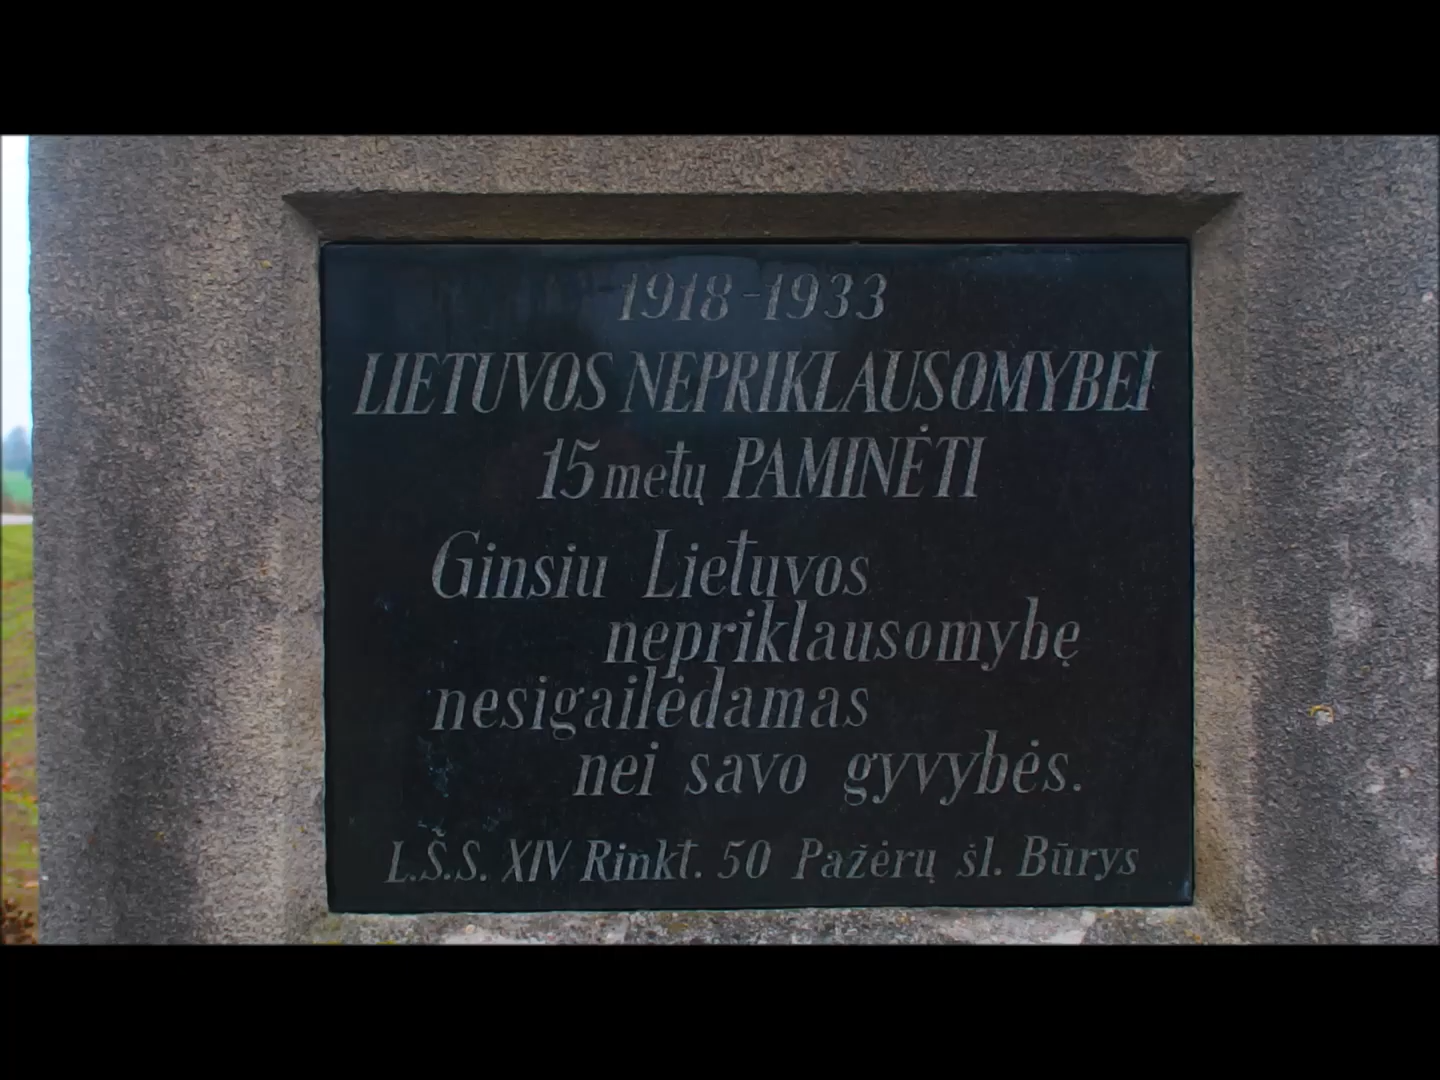 1918-1933
LIETUVOS NEPRIKLAUSOMYBEI
15 metų PAMINĖTI
Ginsiu Lietuvos
nepriklausomybę
nesigailėdamas
nei savo gyvybės.
L.Š.S. XIV Rinkt. 50 Pažėrų šl. Būrys